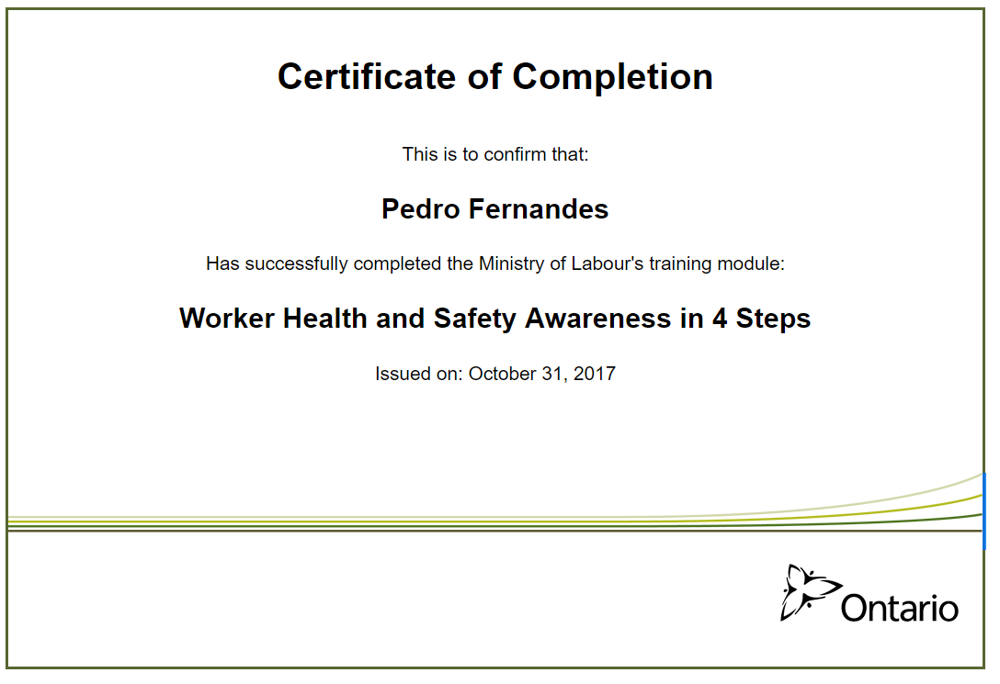 Certificate of Completion
This is to confirm that:
Pedro Fernandes
Has successfully completed the Ministry of Labour's training module:
Worker Health and Safety Awareness in 4 Steps
Issued on: October 31, 2017
Ontario